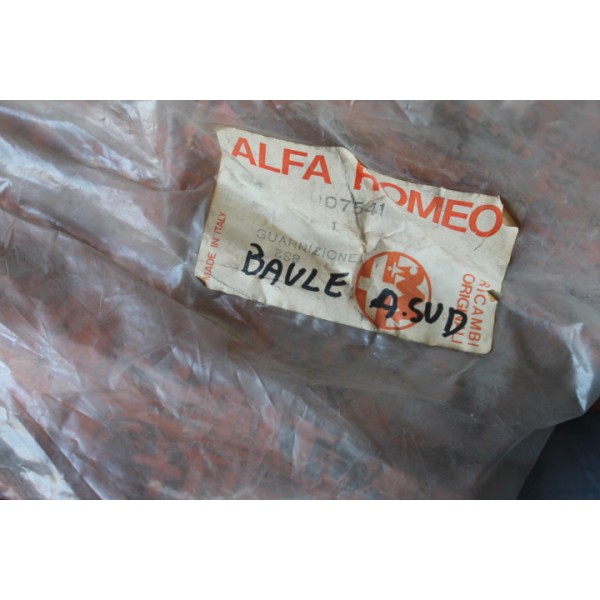 ALFA ROMEO
07541
1
GUARNIZIONE
BAULE A.SUD
MADE IN ITALY
RICAMBI
ORIGINALI